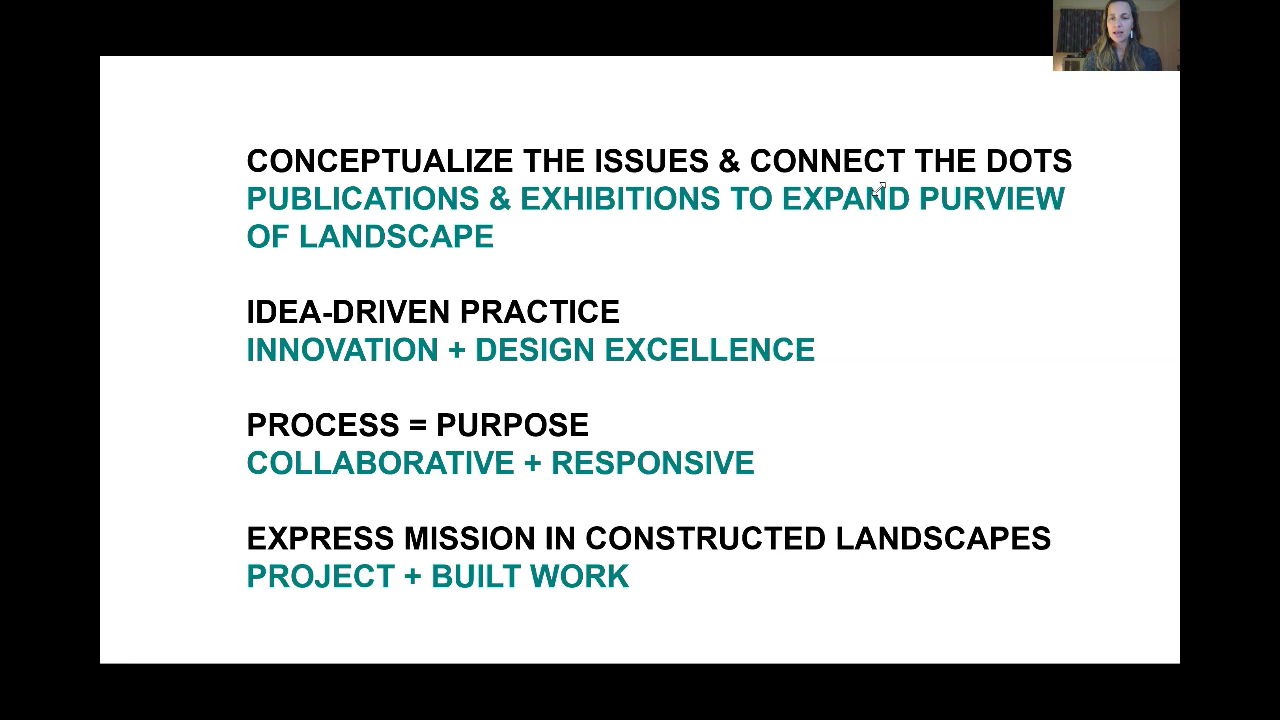 CONCEPTUALIZE THE ISSUES & CONNECT THE DOTS
PUBLICATIONS & EXHIBITIONS TO EXPAND PURVIEW
OF LANDSCAPE
IDEA-DRIVEN PRACTICE
INNOVATION + DESIGN EXCELLENCE
PROCESS = PURPOSE
COLLABORATIVE + RESPONSIVE
EXPRESS MISSION IN CONSTRUCTED LANDSCAPES
PROJECT + BUILT WORK